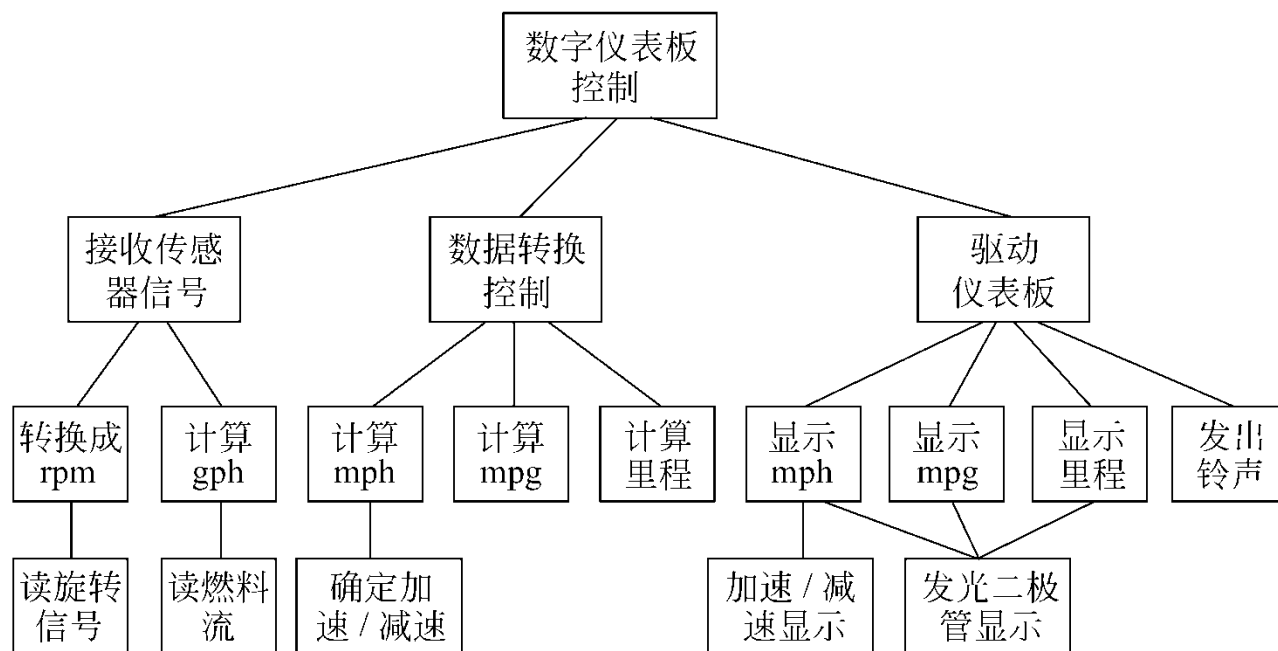 数字仪表板
控制
接收传感
器信号
数据转换
控制
驱动
仪表板
转换成
rpm
计算
gph
计算
mph
计算
mpg
计算
里程
显示
mph
显示
mpg
显示
里程
发出
铃声
读旋转
信号
读燃料
流
确定加
速 / 减速
加速 / 减
速显示
发光二极
管显示